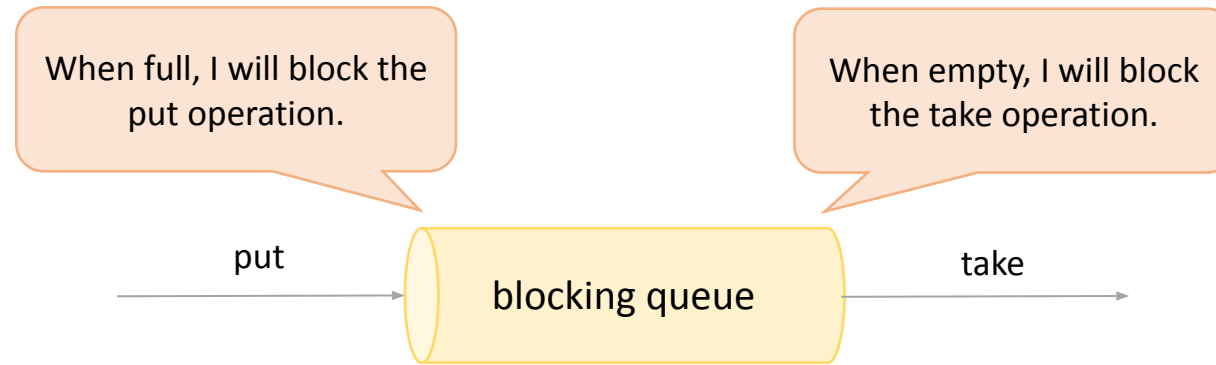 When full, I will block the
put operation.
When empty, I will block
the take operation.
put
blocking queue
take